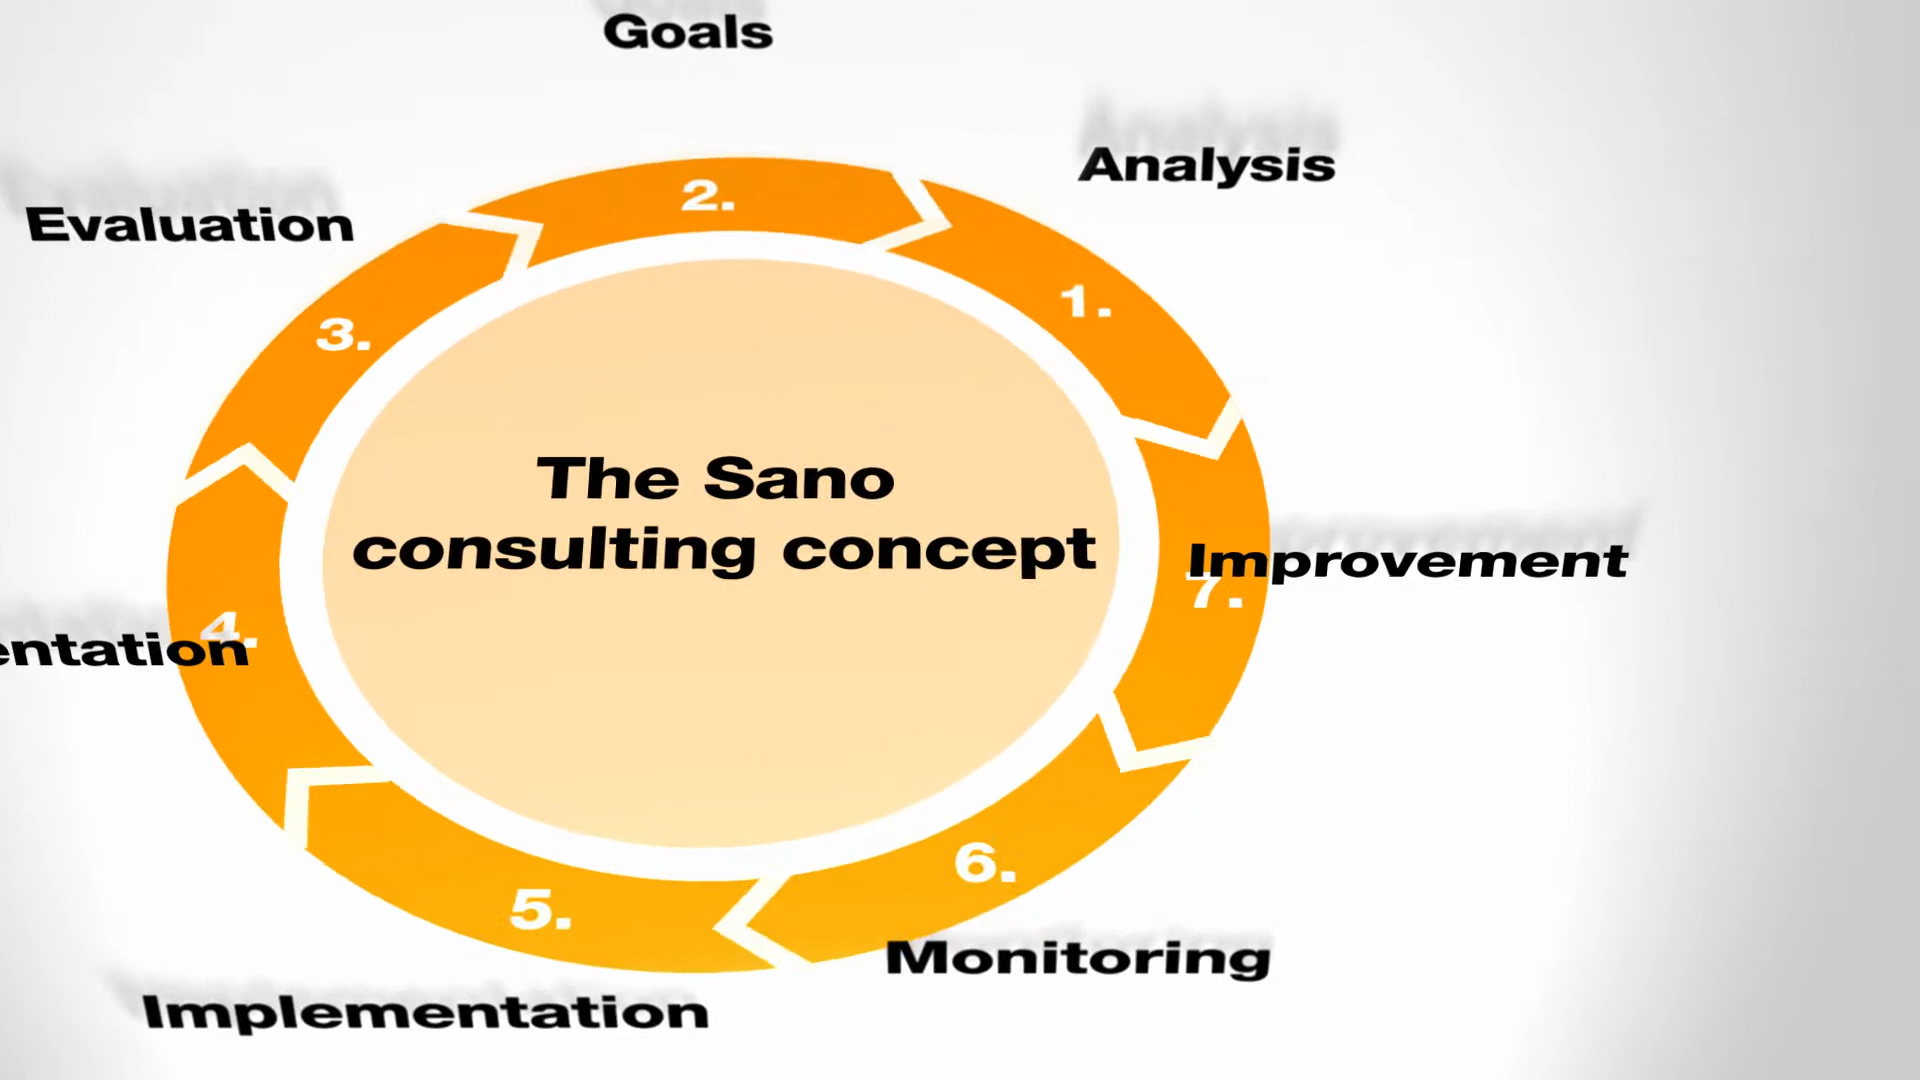 Goals
Analysis
Evaluation
2.
1.
3.
The Sano
consulting concept
Improvement
7.
4.
entation
6.
5.
Monitoring
Implementation